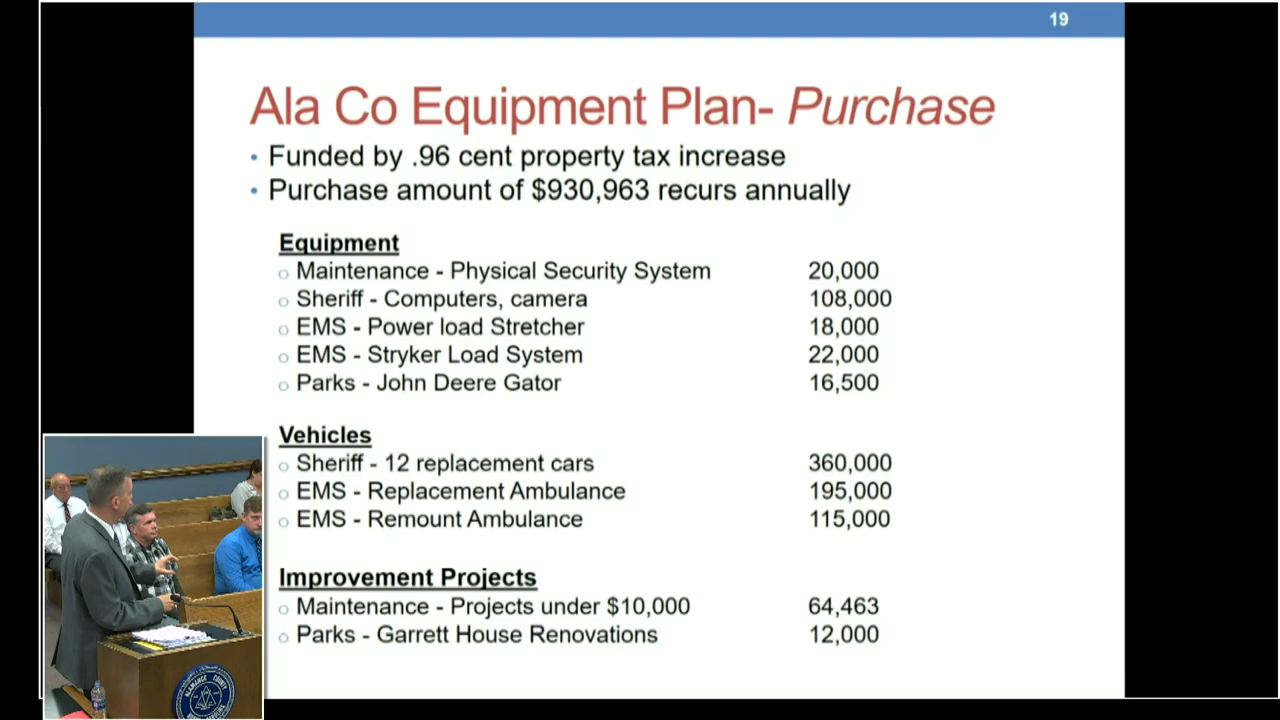 19
Ala Co Equipment Plan- Purchase
• Funded by .96 cent property tax increase
• Purchase amount of $930,963 recurs annually
Equipment
o Maintenance - Physical Security System 20,000
o Sheriff - Computers, camera 108,000
o EMS - Power load Stretcher 18,000
o EMS - Stryker Load System 22,000
o Parks - John Deere Gator 16,500
Vehicles
o Sheriff - 12 replacement cars 360,000
o EMS - Replacement Ambulance 195,000
o EMS - Remount Ambulance 115,000
Improvement Projects
o Maintenance - Projects under $10,000 64,463
o Parks - Garrett House Renovations 12,000
ALAMANCE COUNTY